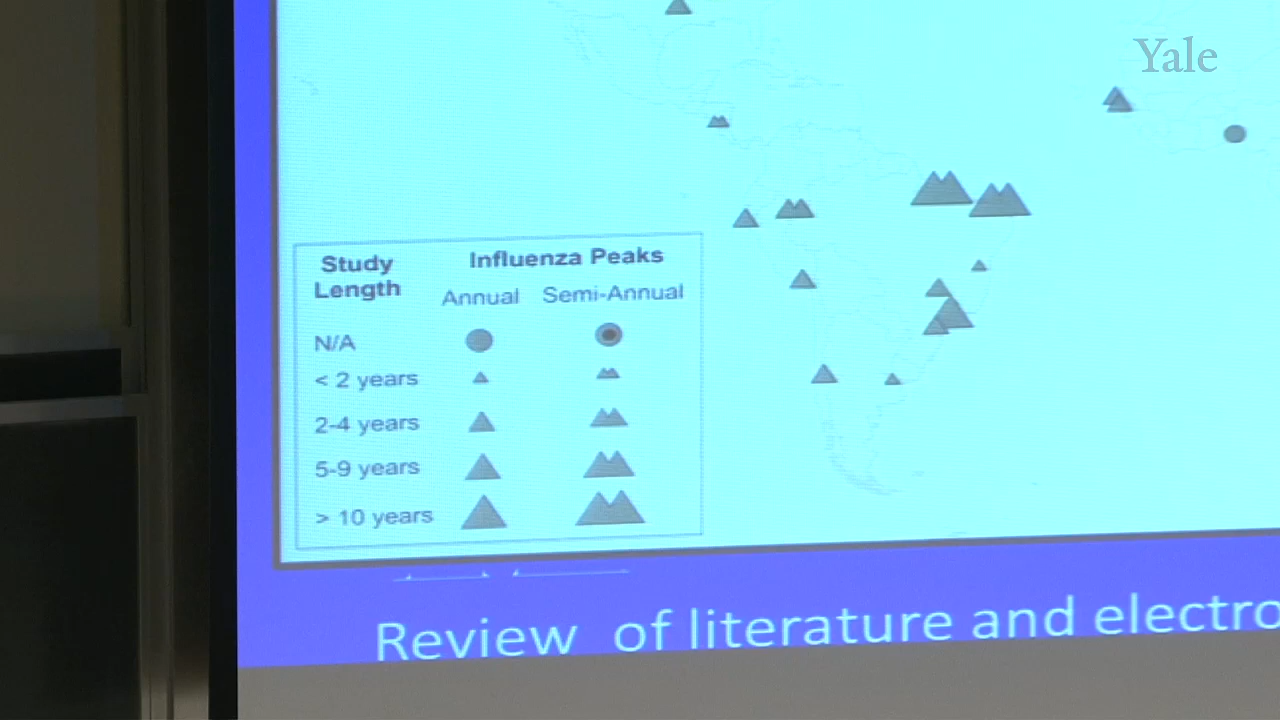 Yale
Study Length
Influenza Peaks
Annual Semi-Annual
N/A
< 2 years
2-4 years
5-9 years
> 10 years
Review of literature and electro